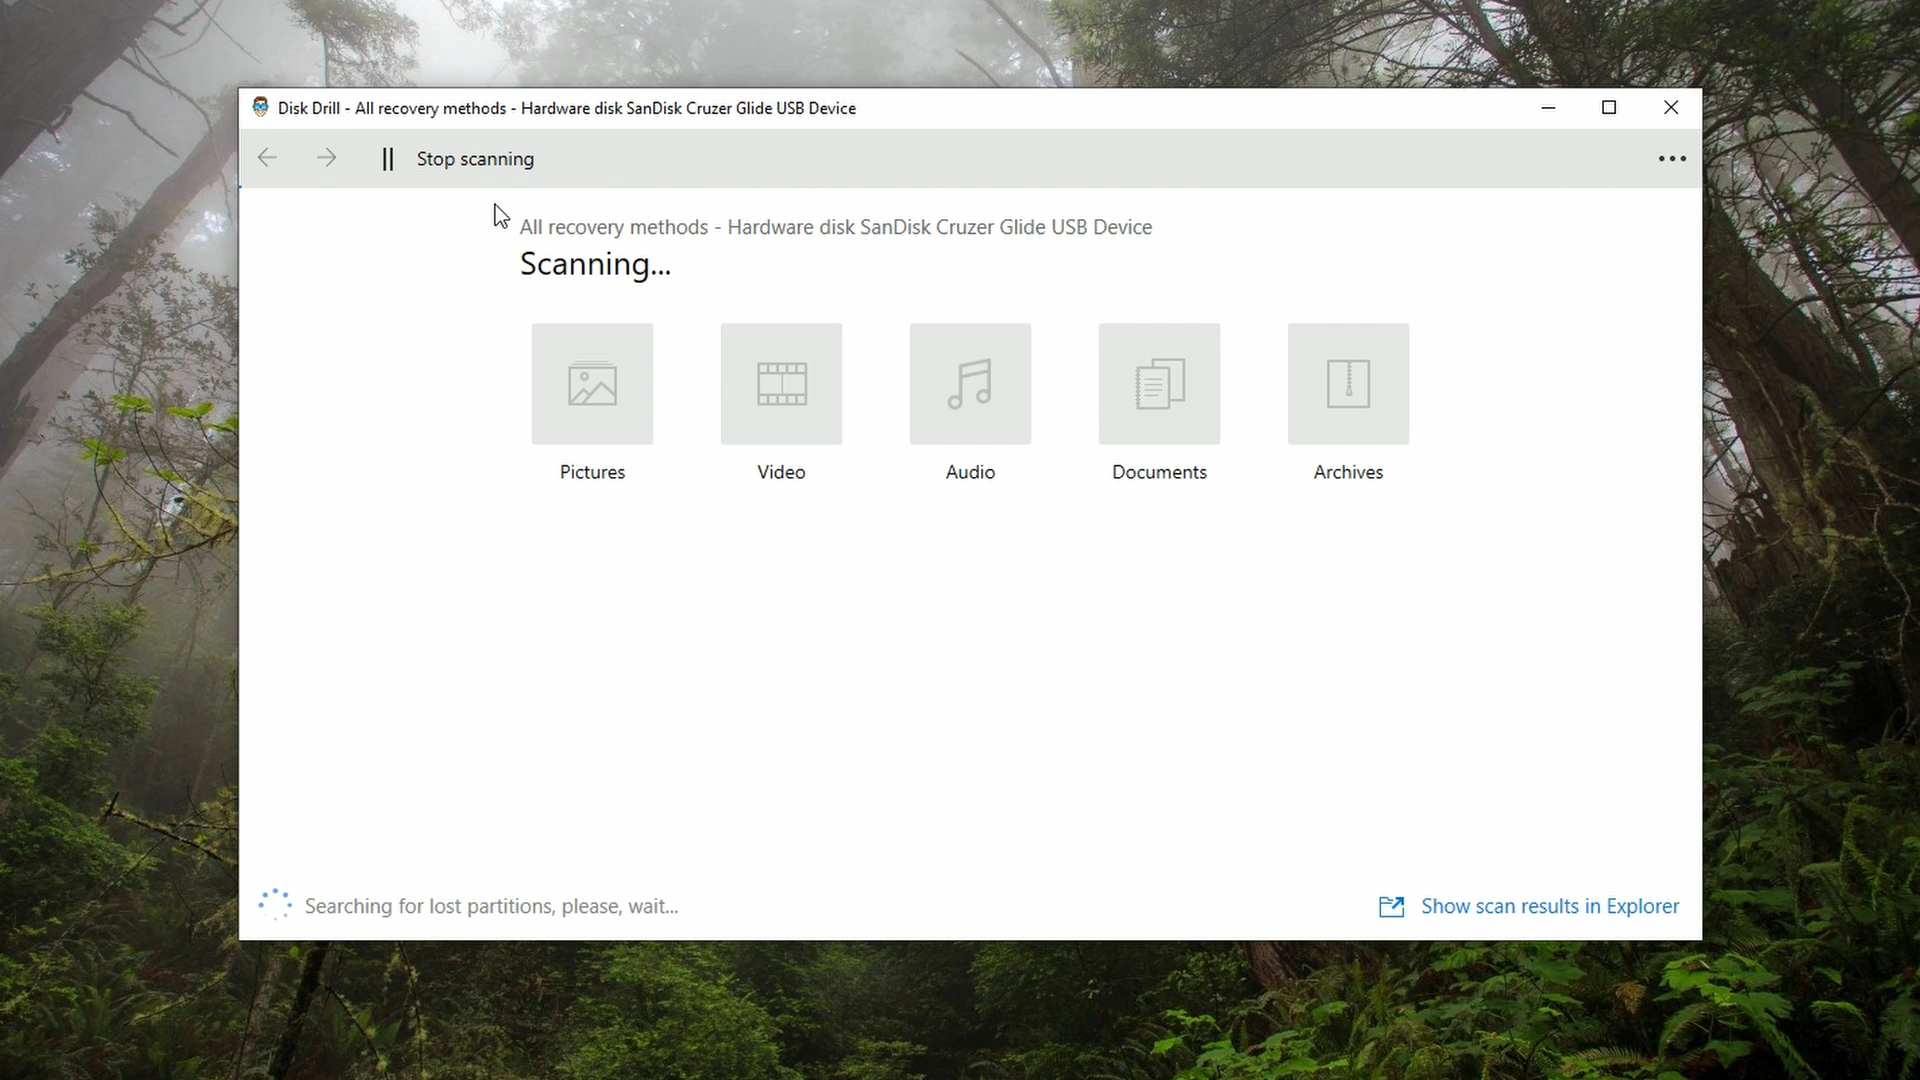 Disk Drill - All recovery methods - Hardware disk SanDisk Cruzer Glide USB Device
Stop scanning
All recovery methods - Hardware disk SanDisk Cruzer Glide USB Device
Scanning...
Pictures
Video
Audio
Documents
Archives
Searching for lost partitions, please, wait...
Show scan results in Explorer